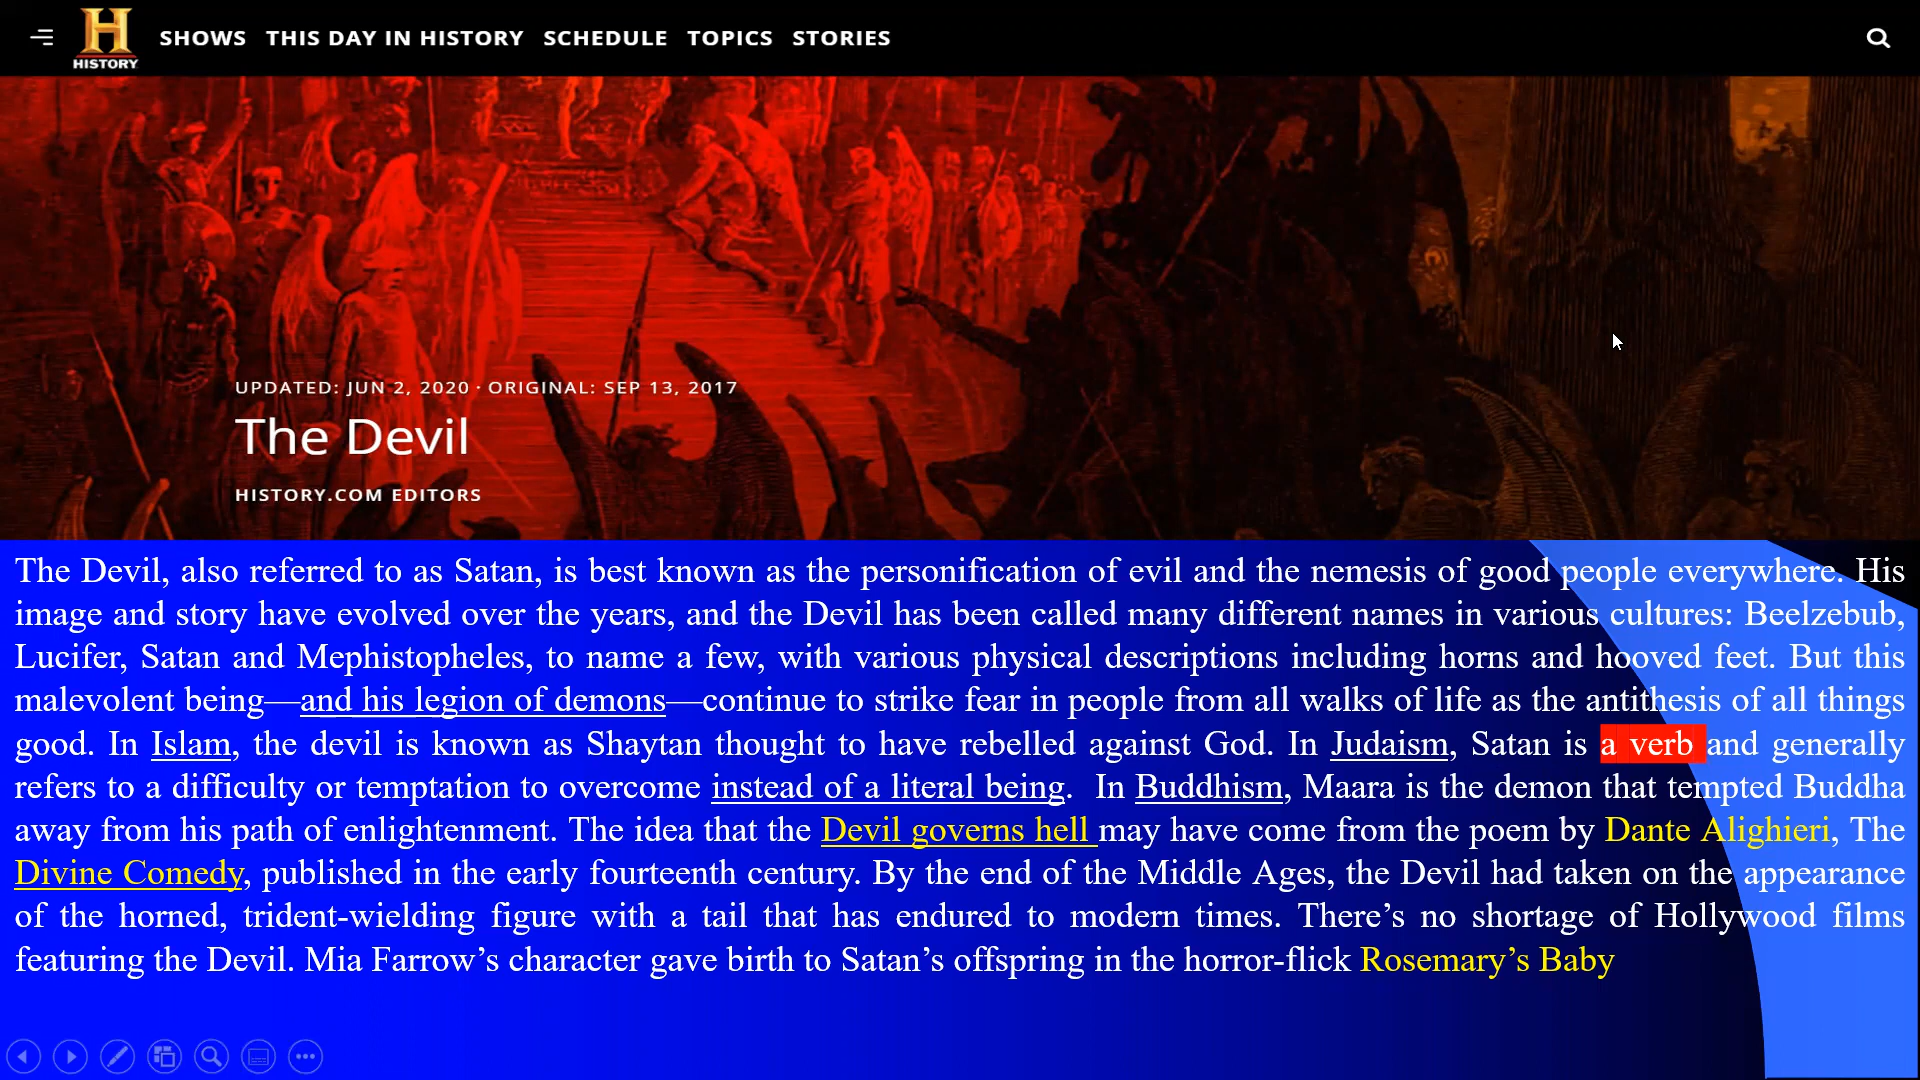 SHOWS THIS DAY IN HISTORY SCHEDULE TOPICS STORIES
H
HISTORY
UPDATED: JUN 2, 2020 · ORIGINAL: SEP 13, 2017
The Devil
HISTORY.COM EDITORS
The Devil, also referred to as Satan, is best known as the personification of evil and the nemesis of good people everywhere. His
image and story have evolved over the years, and the Devil has been called many different names in various cultures: Beelzebub,
Lucifer, Satan and Mephistopheles, to name a few, with various physical descriptions including horns and hooved feet. But this
malevolent being—and his legion of demons—continue to strike fear in people from all walks of life as the antithesis of all things
good. In Islam, the devil is known as Shaytan thought to have rebelled against God. In Judaism, Satan is a verb and generally
refers to a difficulty or temptation to overcome instead of a literal being. In Buddhism, Maara is the demon that tempted Buddha
away from his path of enlightenment. The idea that the Devil governs hell may have come from the poem by Dante Alighieri, The
Divine Comedy, published in the early fourteenth century. By the end of the Middle Ages, the Devil had taken on the appearance
of the horned, trident-wielding figure with a tail that has endured to modern times. There’s no shortage of Hollywood films
featuring the Devil. Mia Farrow’s character gave birth to Satan’s offspring in the horror-flick Rosemary’s Baby